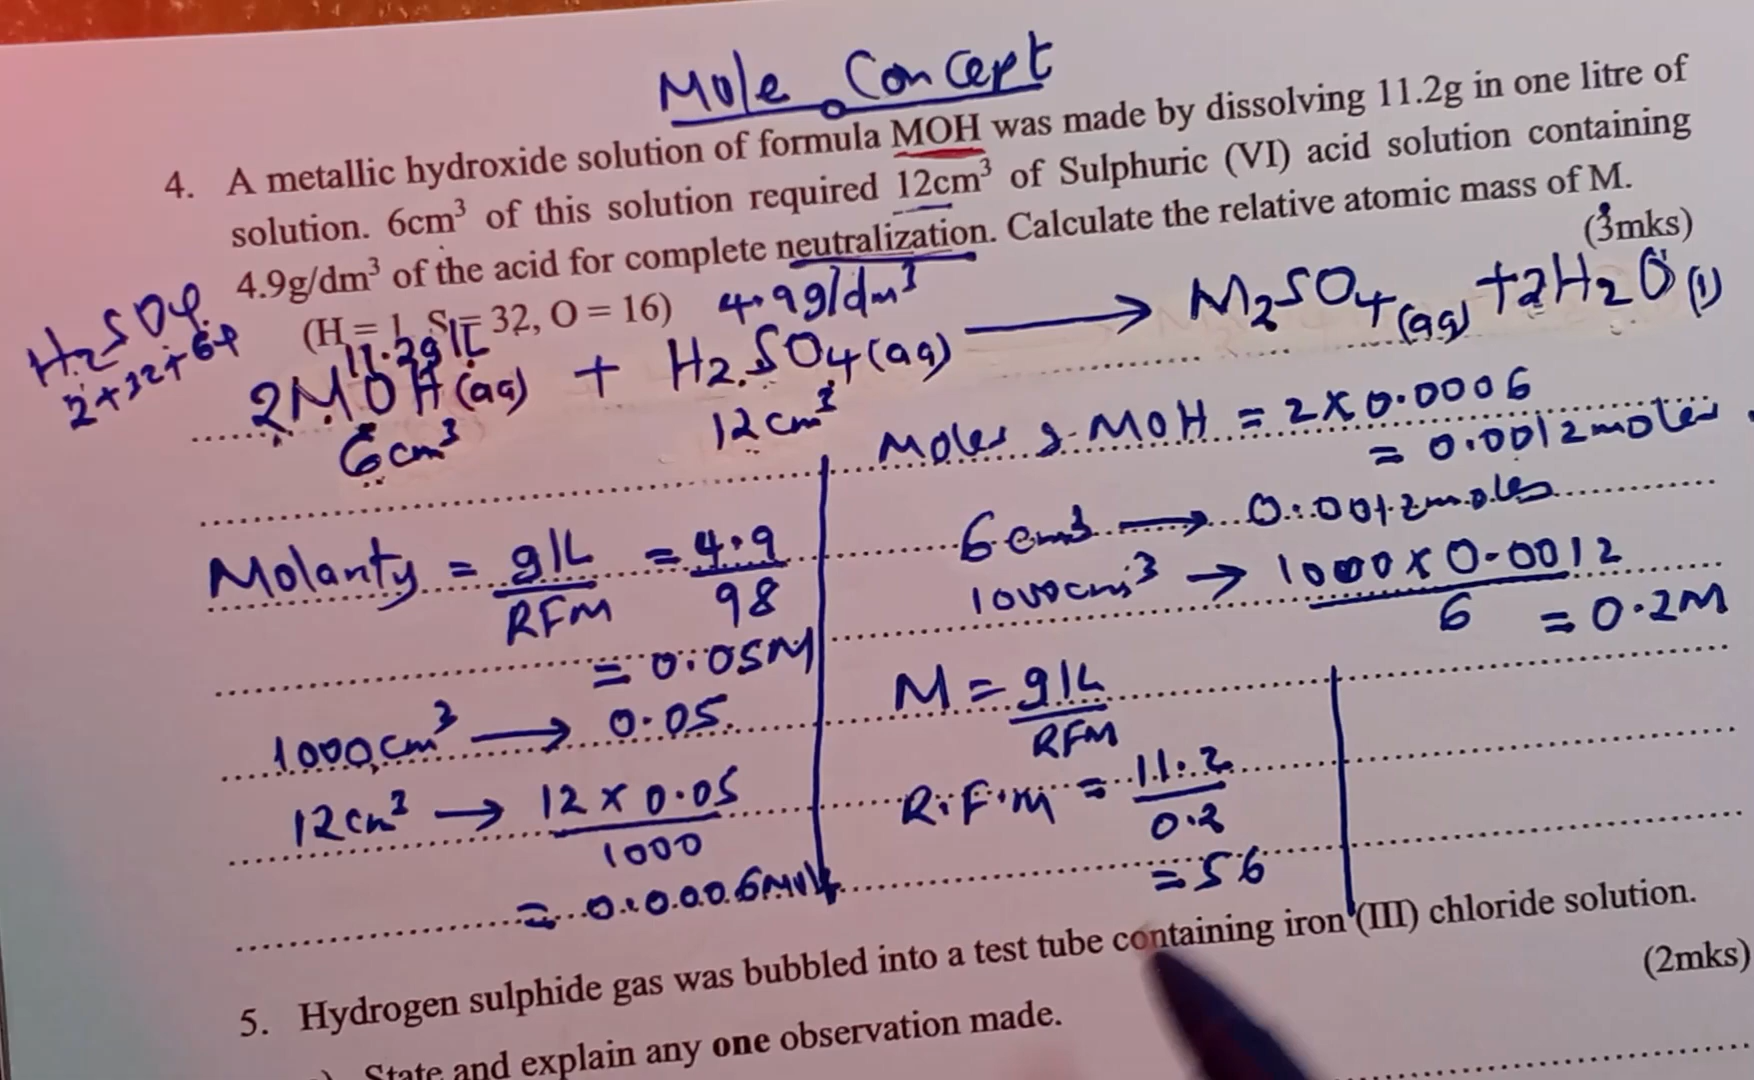 Mole Concept
4. A metallic hydroxide solution of formula MOH was made by dissolving 11.2g in one litre of
solution. 6cm³ of this solution required 12cm³ of Sulphuric (VI) acid solution containing
4.9g/dm³ of the acid for complete neutralization. Calculate the relative atomic mass of M.
(3mks)
(H = 1, S = 32, O = 16)
H₂SO₄
2+32+64
11.2g/L
4.9g/dm³
2MOH(aq) + H₂SO₄(aq) ⟶ M₂SO₄(aq) + 2H₂O(l)
6cm³
12cm³
Molarity = g/L / RFM = 4.9 / 98
= 0.05M
1000cm³ → 0.05
12cm³ → 12 x 0.05 / 1000
= 0.0006mols
Moles of MOH = 2 x 0.0006
= 0.0012moles
6cm³ → 0.0012moles
1000cm³ → 1000 x 0.0012 / 6 = 0.2M
M = g/L / RFM
R.F.M = 11.2 / 0.2
= 56
5. Hydrogen sulphide gas was bubbled into a test tube containing iron (III) chloride solution.
(2mks)
State and explain any one observation made.